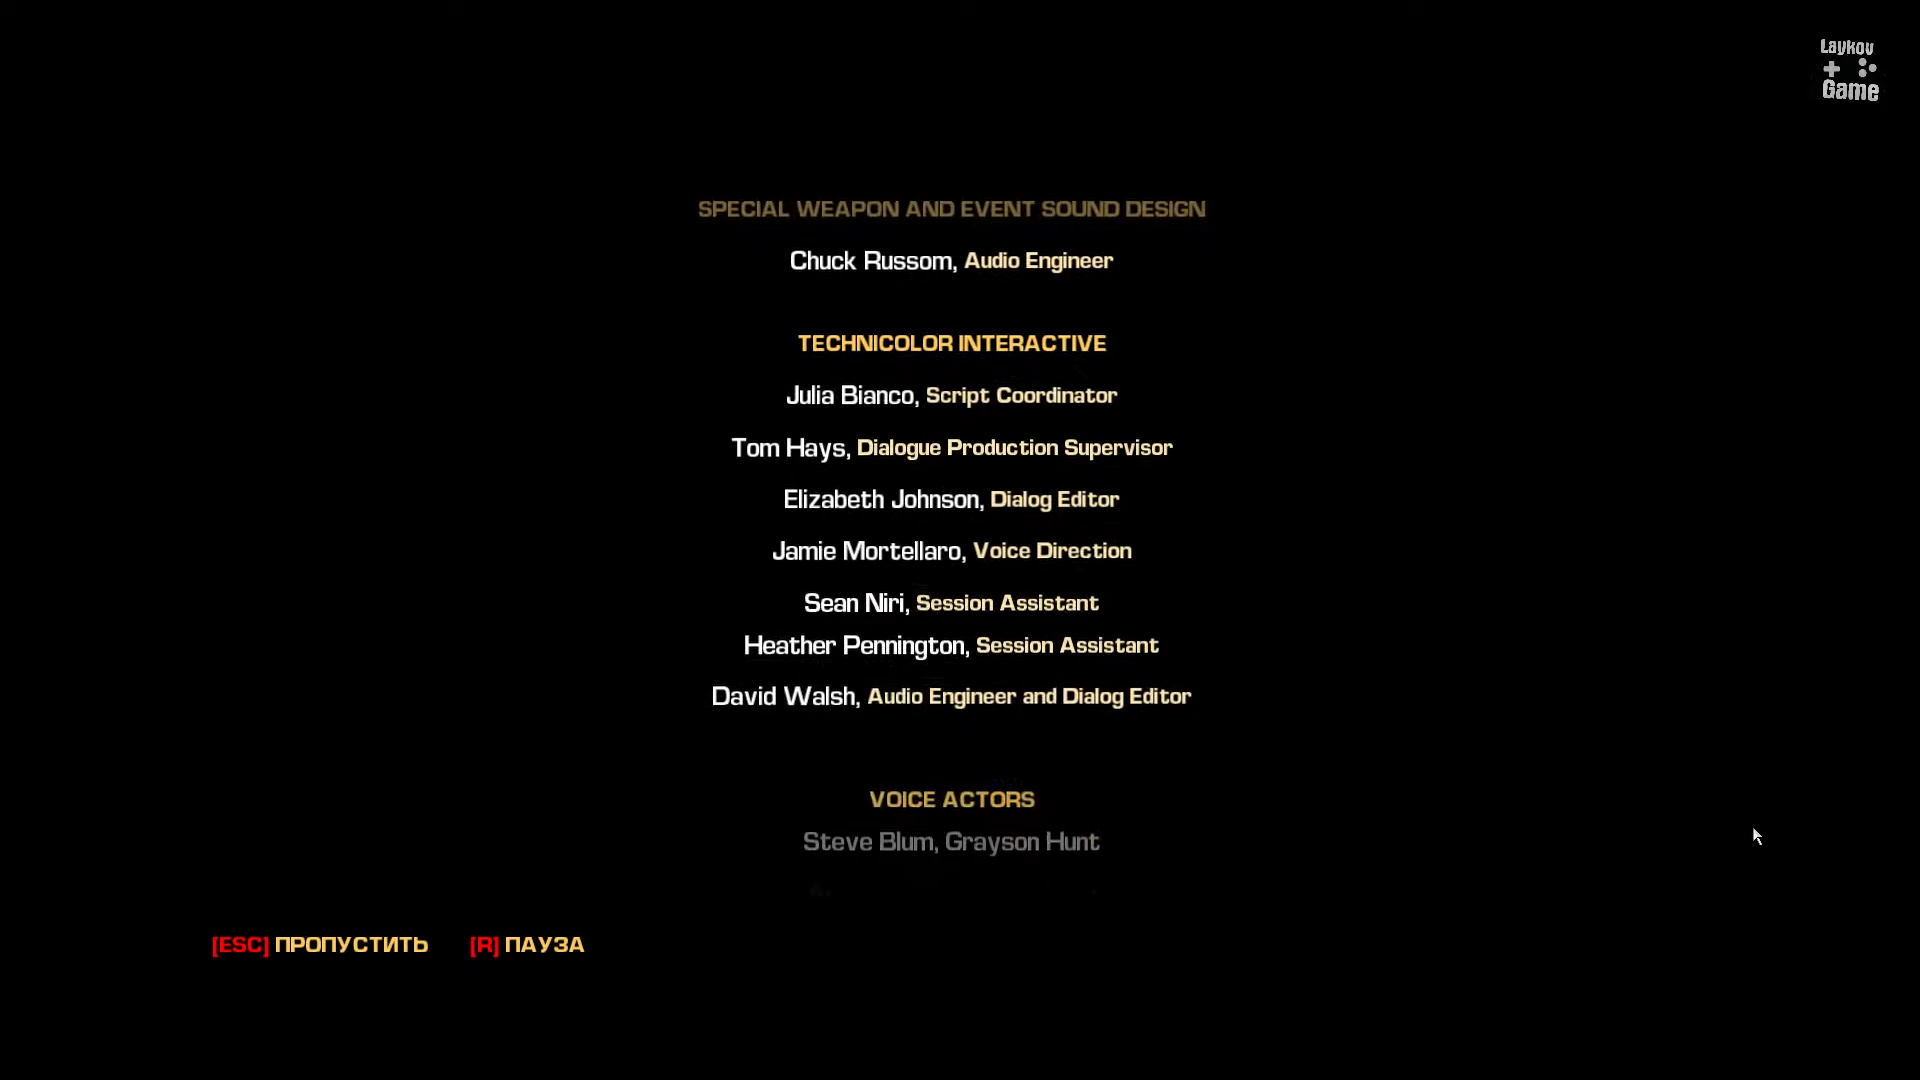 Laykov
Game
SPECIAL WEAPON AND EVENT SOUND DESIGN
Chuck Russom, Audio Engineer
TECHNICOLOR INTERACTIVE
Julia Bianco, Script Coordinator
Tom Hays, Dialogue Production Supervisor
Elizabeth Johnson, Dialog Editor
Jamie Mortellaro, Voice Direction
Sean Niri, Session Assistant
Heather Pennington, Session Assistant
David Walsh, Audio Engineer and Dialog Editor
VOICE ACTORS
Steve Blum, Grayson Hunt
[ESC] ПРОПУСТИТЬ [R] ПАУЗА